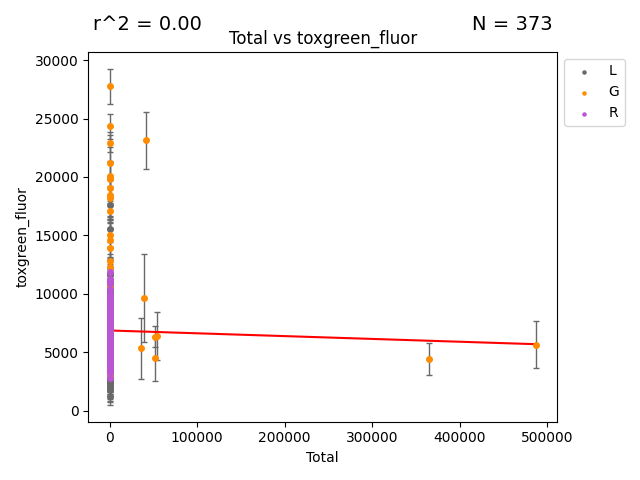 r^2 = 0.00
N = 373
Total vs toxgreen_fluor
30000
25000
20000
15000
10000
5000
0
toxgreen_fluor
0
100000
200000
300000
400000
500000
Total
L
G
R